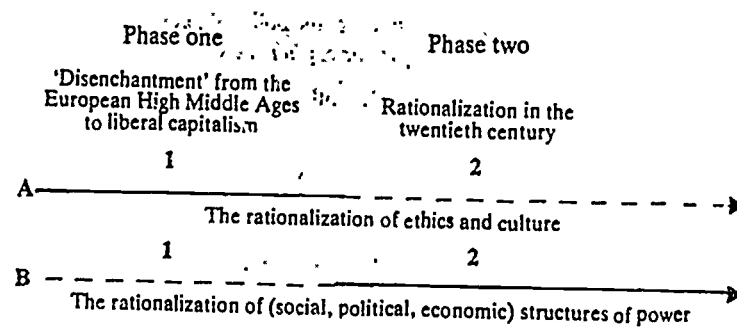 Phase one Phase two
'Disenchantment' from the
European High Middle Ages
to liberal capitalism
Rationalization in the
twentieth century
1 2
A
The rationalization of ethics and culture
1 2
B
The rationalization of (social, political, economic) structures of power